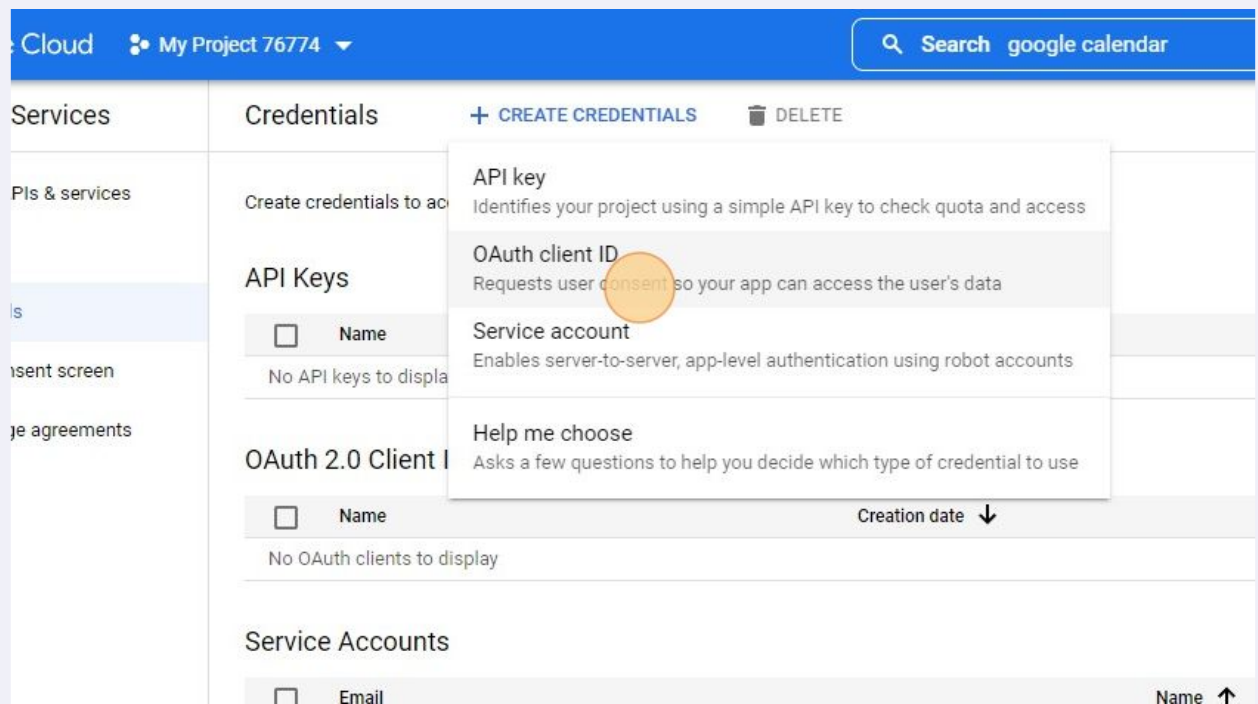 Cloud My Project 76774 Search google calendar
Services
PIs & services
ls
nsent screen
ge agreements
Credentials + CREATE CREDENTIALS DELETE
Create credentials to ac
API key
Identifies your project using a simple API key to check quota and access
OAuth client ID
Requests user consent so your app can access the user's data
Service account
Enables server-to-server, app-level authentication using robot accounts
Help me choose
Asks a few questions to help you decide which type of credential to use
API Keys
Name
No API keys to displa
OAuth 2.0 Client I
Name Creation date
No OAuth clients to display
Service Accounts
Email Name